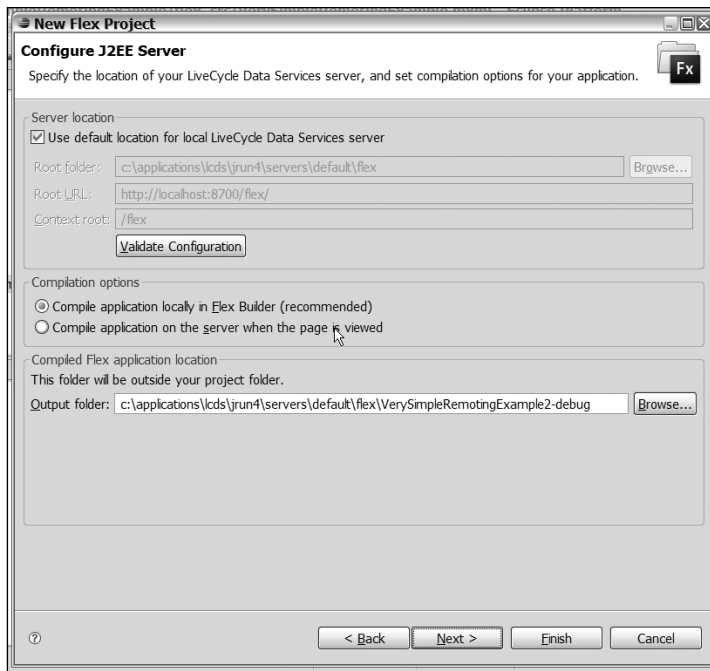 New Flex Project
Configure J2EE Server
Specify the location of your LiveCycle Data Services server, and set compilation options for your application.
Fx
Server location
Use default location for local LiveCycle Data Services server
Root folder: c:\applications\lcds\jrun4\servers\default\flex Browse...
Root URL: http://localhost:8700/flex/
Context root: /flex
Validate Configuration
Compilation options
Compile application locally in Flex Builder (recommended)
Compile application on the server when the page is viewed
Compiled Flex application location
This folder will be outside your project folder.
Output folder: c:\applications\lcds\jrun4\servers\default\flex\VerySimpleRemotingExample2-debug Browse...
? < Back Next > Finish Cancel